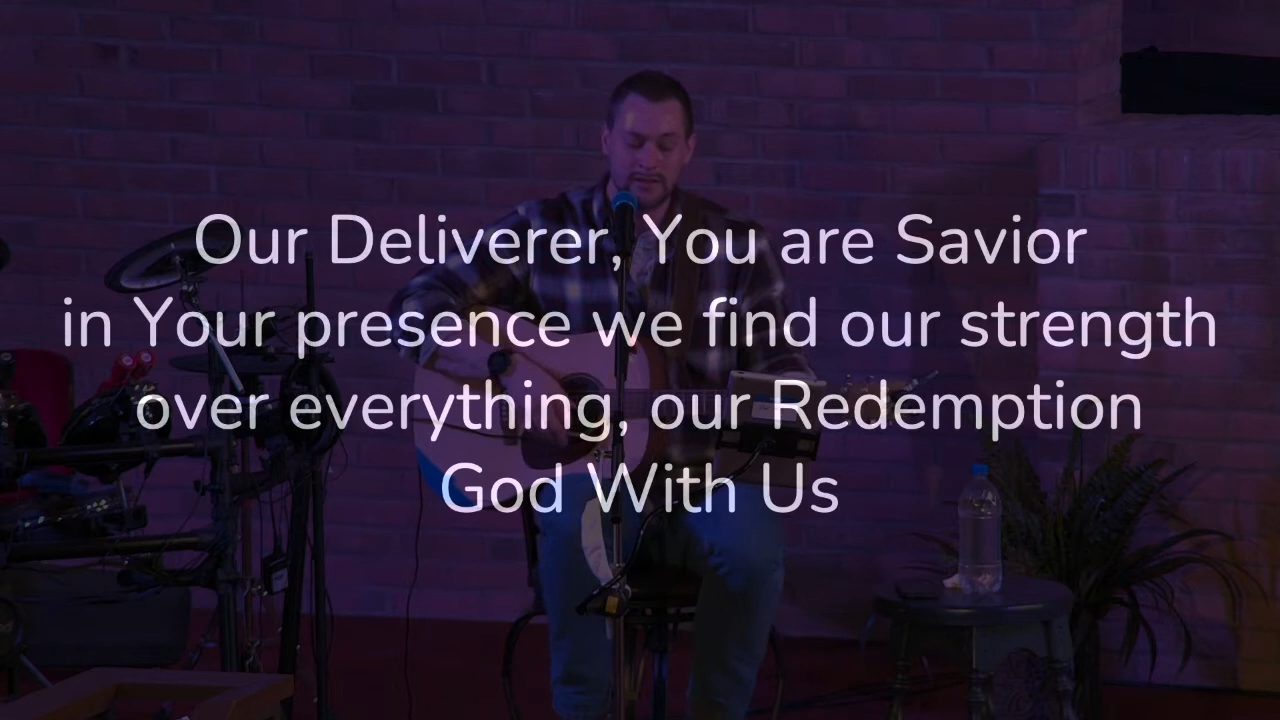 Our Deliverer, You are Savior
in Your presence we find our strength
over everything, our Redemption
God With Us